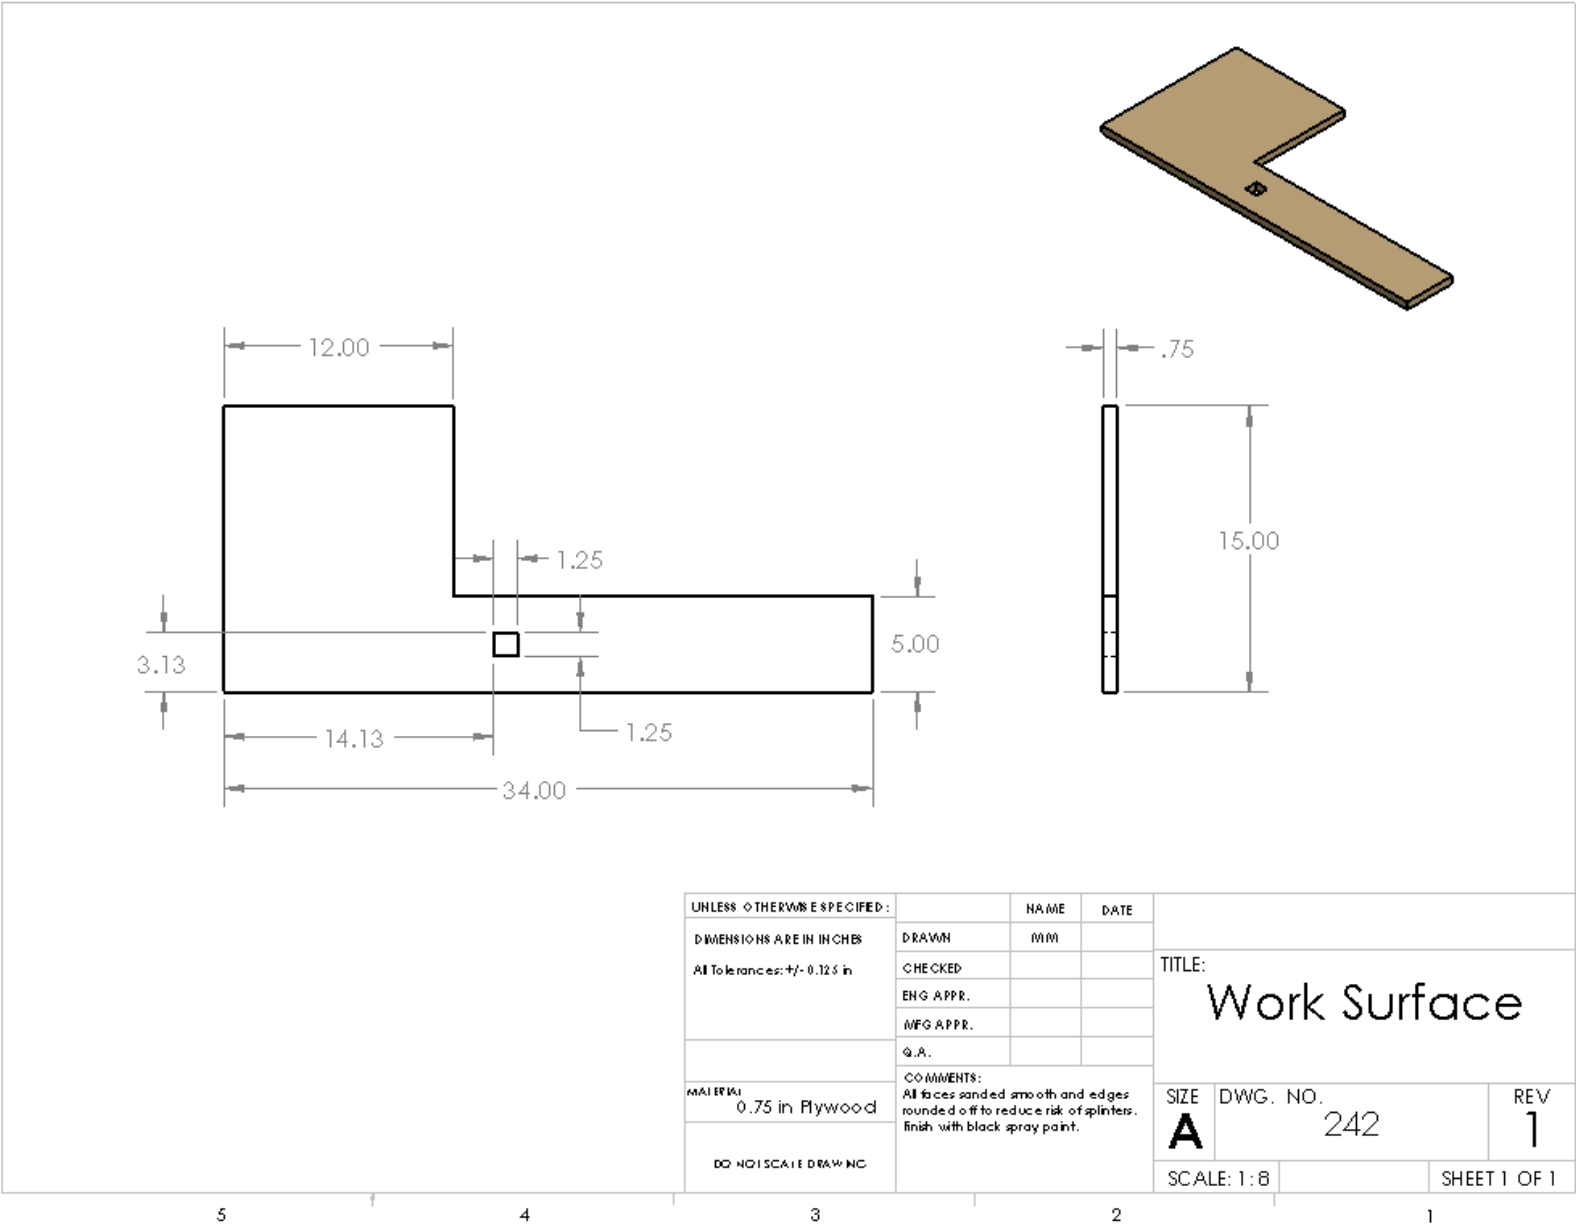 12.00
.75
1.25
15.00
3.13
5.00
1.25
14.13
34.00
UNLESS OTHERWISE SPECIFIED:
DIMENSIONS ARE IN INCHES
All Tolerances: +/- 0.125 in
MATERIAL
0.75 in Plywood
DO NOT SCALE DRAWING
NAME DATE
DRAWN MM
CHECKED
ENG APPR.
MFG APPR.
Q.A.
COMMENTS:
All faces sanded smooth and edges
rounded off to reduce risk of splinters.
Finish with black spray paint.
TITLE:
Work Surface
SIZE DWG. NO. REV
A 242 1
SCALE: 1:8 SHEET 1 OF 1
5 4 3 2 1